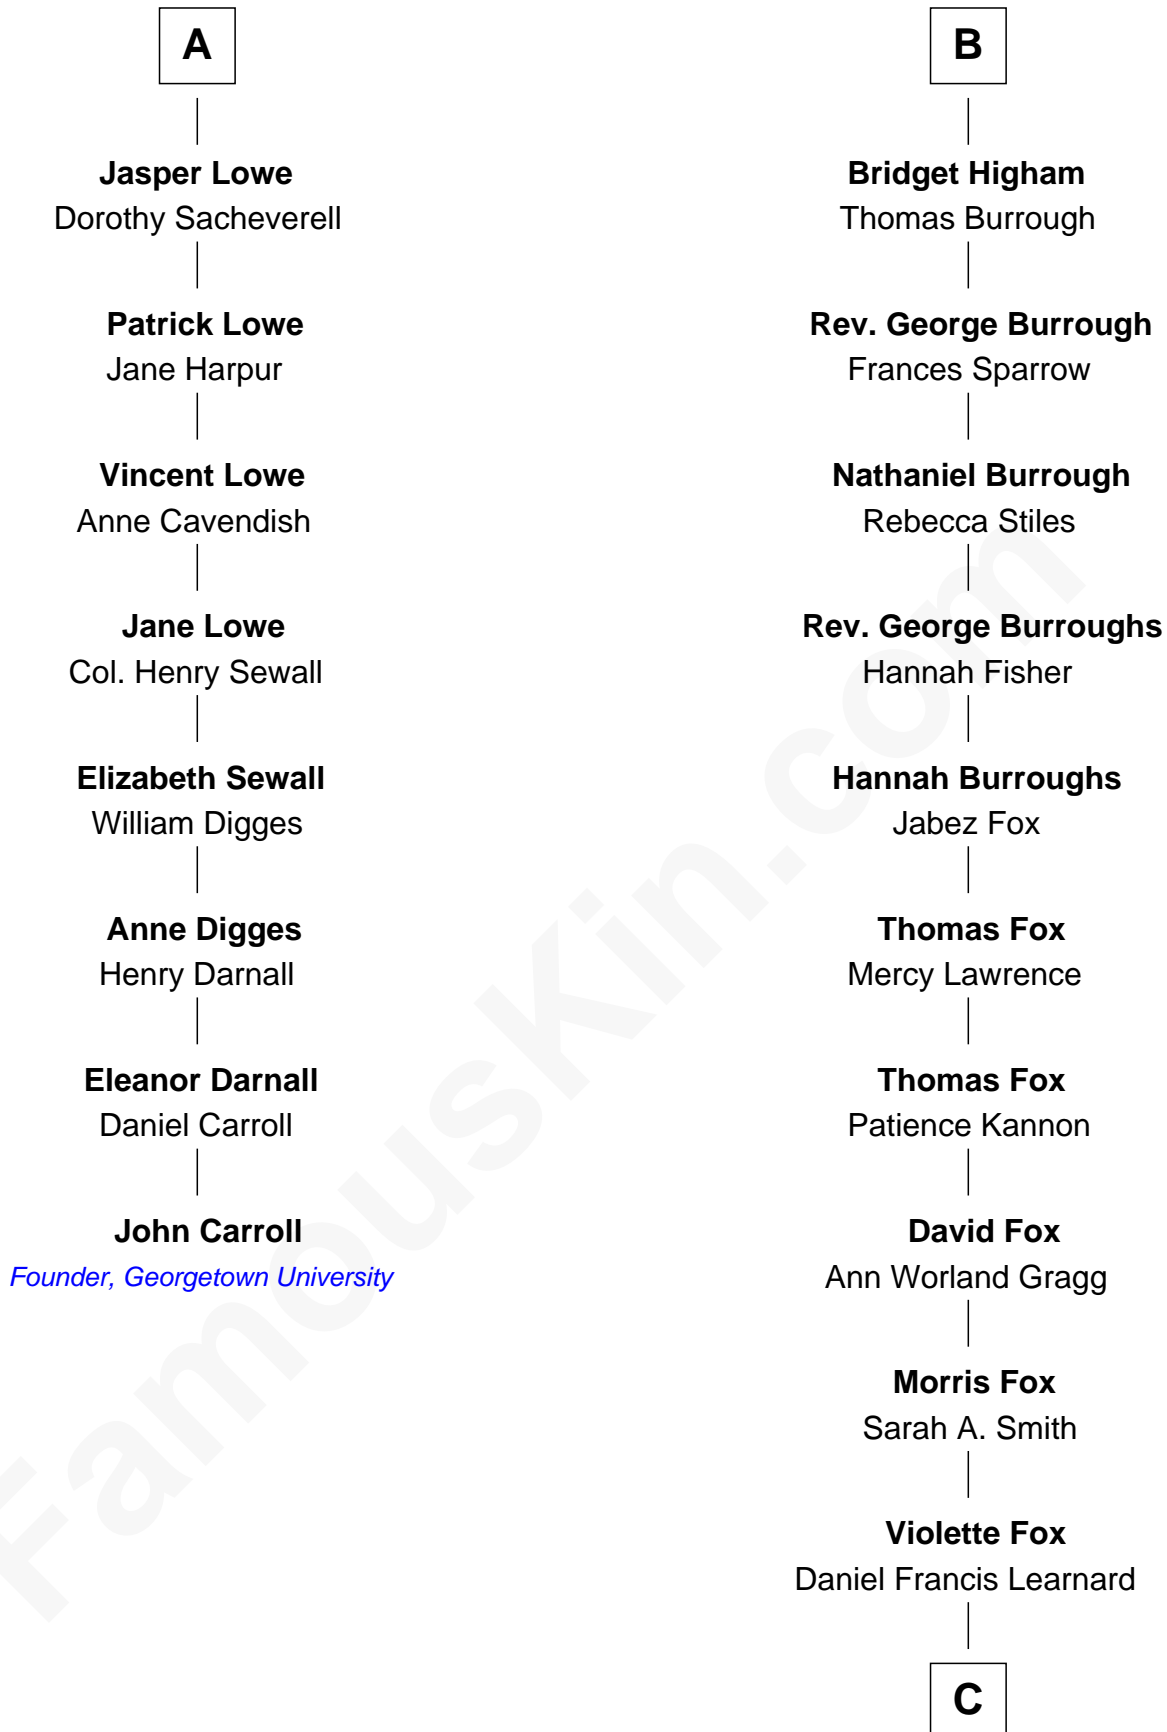 A
Jasper Lowe
Dorothy Sacheverell
Patrick Lowe
Jane Harpur
Vincent Lowe
Anne Cavendish
Jane Lowe
Col. Henry Sewall
Elizabeth Sewall
William Digges
Anne Digges
Henry Darnall
Eleanor Darnall
Daniel Carroll
John Carroll
Founder, Georgetown University
B
Bridget Higham
Thomas Burrough
Rev. George Burrough
Frances Sparrow
Nathaniel Burrough
Rebecca Stiles
Rev. George Burroughs
Hannah Fisher
Hannah Burroughs
Jabez Fox
Thomas Fox
Mercy Lawrence
Thomas Fox
Patience Kannon
David Fox
Ann Worland Gragg
Morris Fox
Sarah A. Smith
Violette Fox
Daniel Francis Learnard
C
FamousKin.com